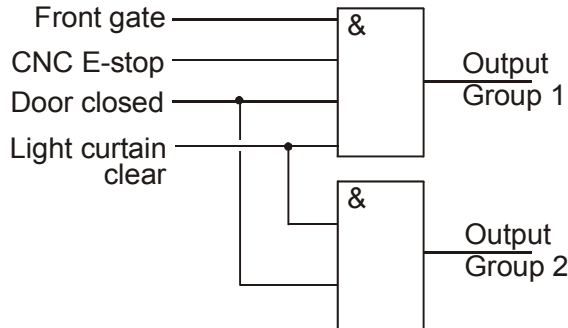 Front gate
&
CNC E-stop
Output
Group 1
Door closed
Light curtain
clear
&
Output
Group 2